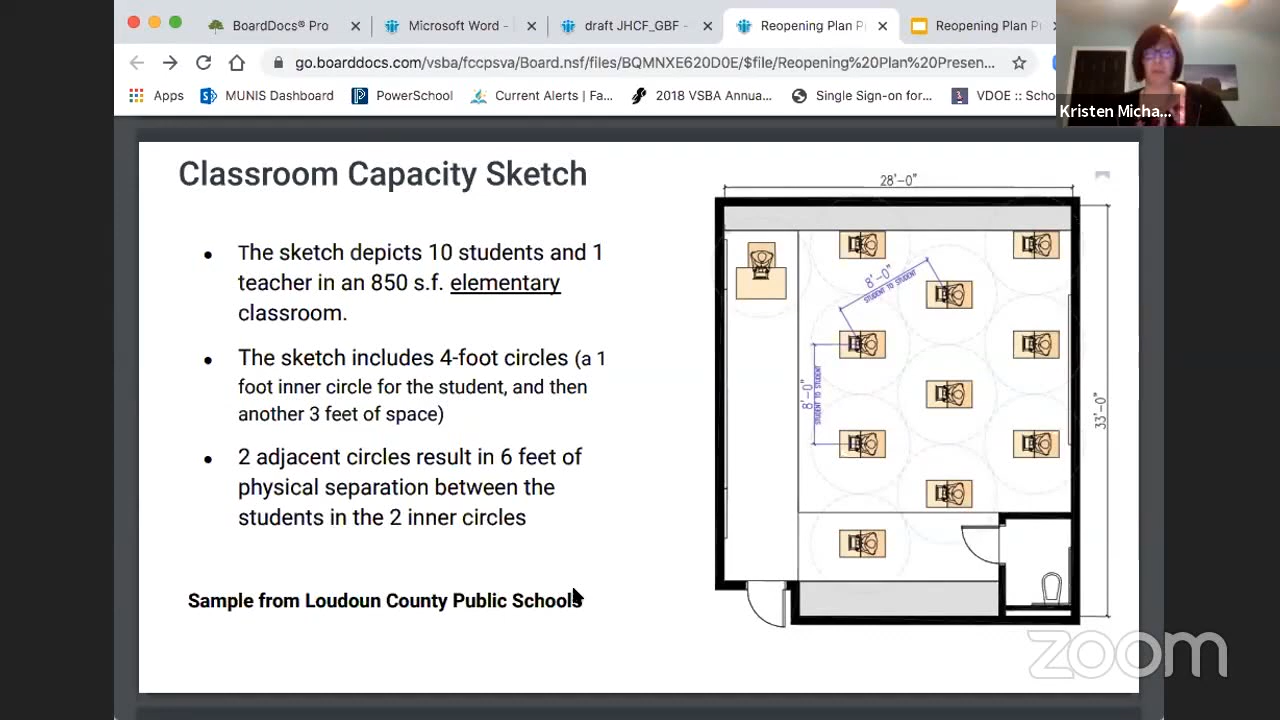 BoardDocs® Pro
Microsoft Word -
draft JHCF_GBF -
Reopening Plan P
Reopening Plan P
go.boarddocs.com/vsba/fccpsva/Board.nsf/files/BQMNXE620D0E/$file/Reopening%20Plan%20Presen...
Apps
MUNIS Dashboard
PowerSchool
Current Alerts | Fa...
2018 VSBA Annua...
Single Sign-on for...
VDOE :: Scho
Kristen Micha...
Classroom Capacity Sketch
• The sketch depicts 10 students and 1
teacher in an 850 s.f. elementary
classroom.
• The sketch includes 4-foot circles (a 1
foot inner circle for the student, and then
another 3 feet of space)
• 2 adjacent circles result in 6 feet of
physical separation between the
students in the 2 inner circles
Sample from Loudoun County Public Schools
28'-0"
8'-0"
STUDENT TO STUDENT
8'-0"
STUDENT TO STUDENT
33'-0"
zoom